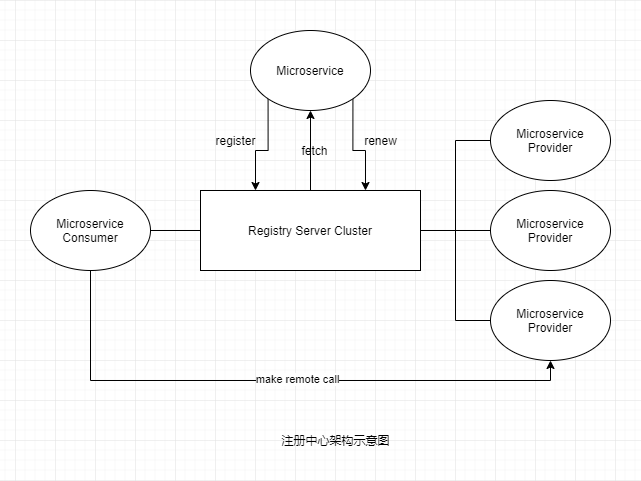 Microservice
register
fetch
renew
Microservice
Provider
Microservice
Consumer
Registry Server Cluster
Microservice
Provider
Microservice
Provider
make remote call
注册中心架构示意图